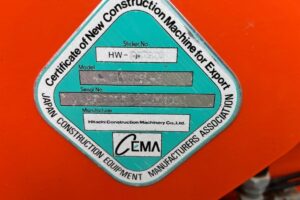 Certificate of New Construction Machine for Export
Sticker No
HW-
Model
Serial No
Manufacturer
Hitachi Construction Machinery Co., Ltd.
CEMA
JAPAN CONSTRUCTION EQUIPMENT MANUFACTURERS ASSOCIATION